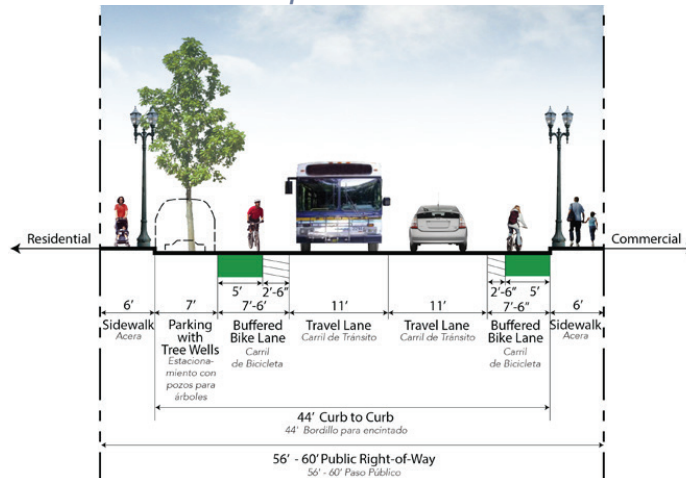 Residential
Commercial
5' 2'-6" 2'-6" 5'
6' 7' 7'-6' 11' 11' 7'-6" 6'
Sidewalk
Acera
Parking
with
Tree Wells
Estaciona-
miento con
pozos para
árboles
Buffered
Bike Lane
Carril
de Bicicleta
Travel Lane
Carril de Tránsito
Travel Lane
Carril de Tránsito
Buffered
Bike Lane
Carril
de Bicicleta
Sidewalk
Acera
44' Curb to Curb
44' Bordillo para encintado
56' - 60' Public Right-of-Way
56' - 60' Paso Público